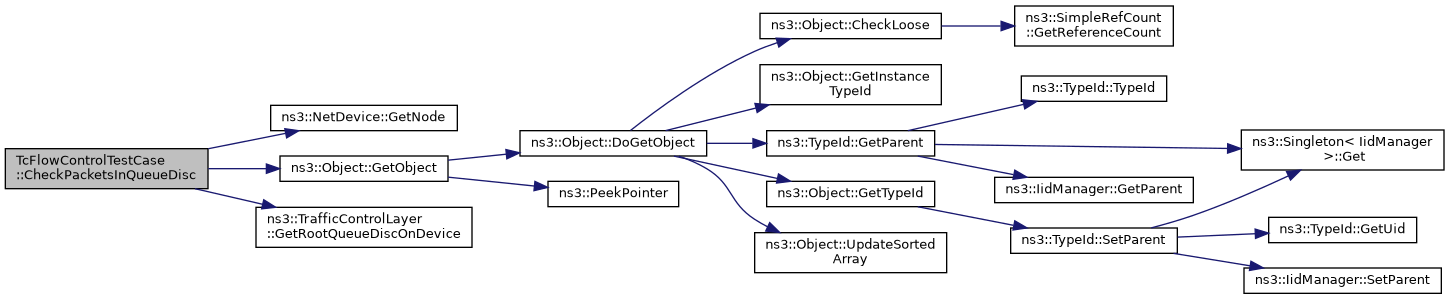 TcFlowControlTestCase
::CheckPacketsInQueueDisc
ns3::NetDevice::GetNode
ns3::Object::GetObject
ns3::TrafficControlLayer
::GetRootQueueDiscOnDevice
ns3::Object::DoGetObject
ns3::PeekPointer
ns3::Object::CheckLoose
ns3::Object::GetInstance
TypeId
ns3::TypeId::GetParent
ns3::Object::GetTypeId
ns3::Object::UpdateSorted
Array
ns3::SimpleRefCount
::GetReferenceCount
ns3::TypeId::TypeId
ns3::IidManager::GetParent
ns3::TypeId::SetParent
ns3::Singleton< IidManager
>::Get
ns3::TypeId::GetUid
ns3::IidManager::SetParent